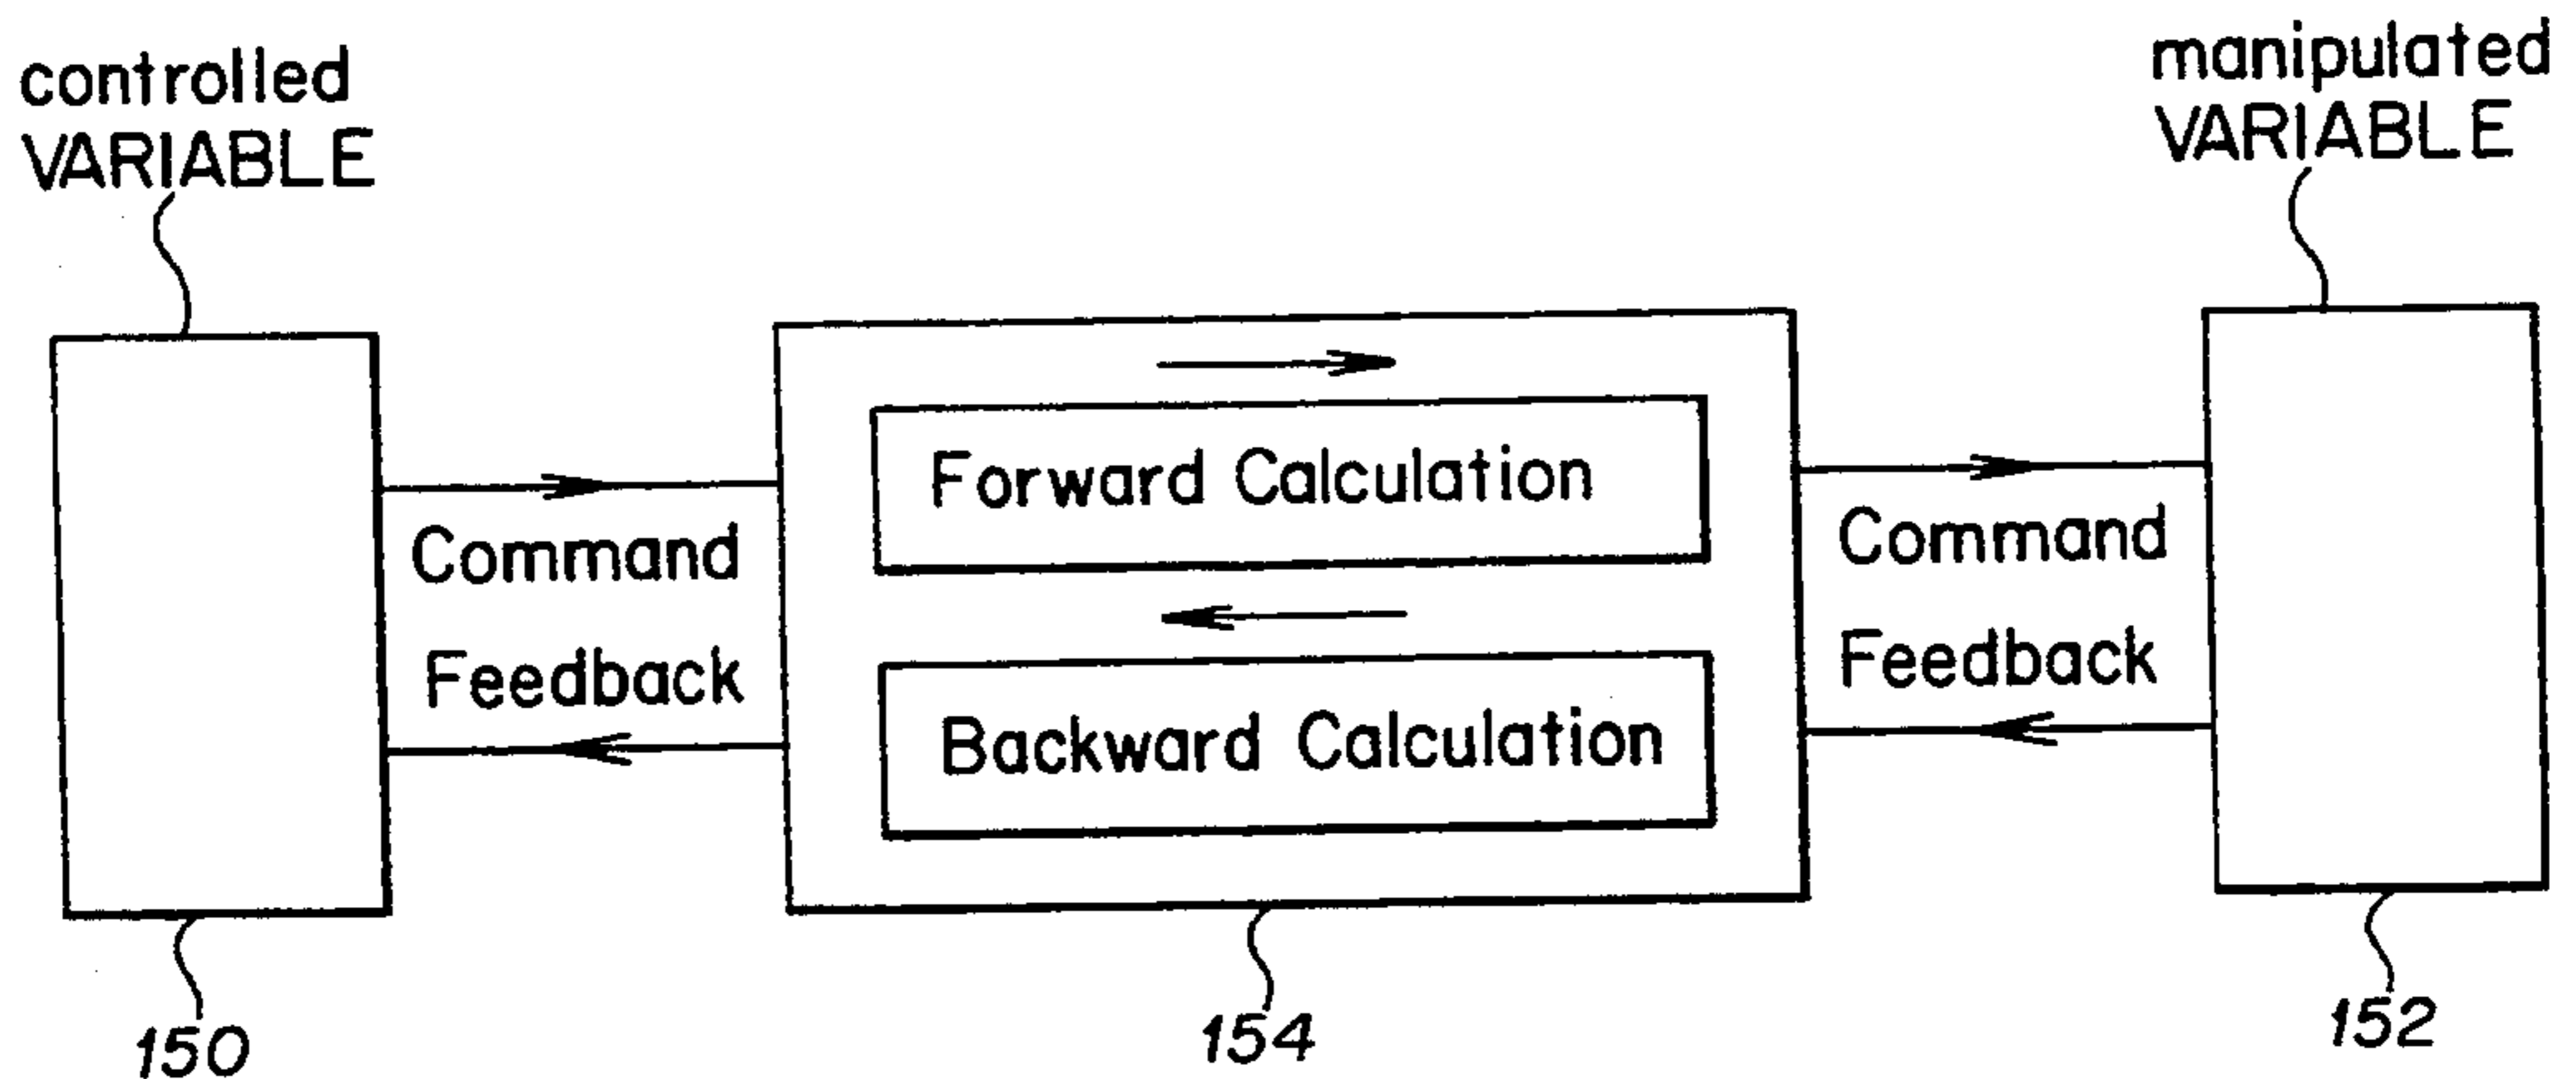 controlled
VARIABLE
manipulated
VARIABLE
Forward Calculation
Command
Command
Feedback
Feedback
Backward Calculation
150
154
152